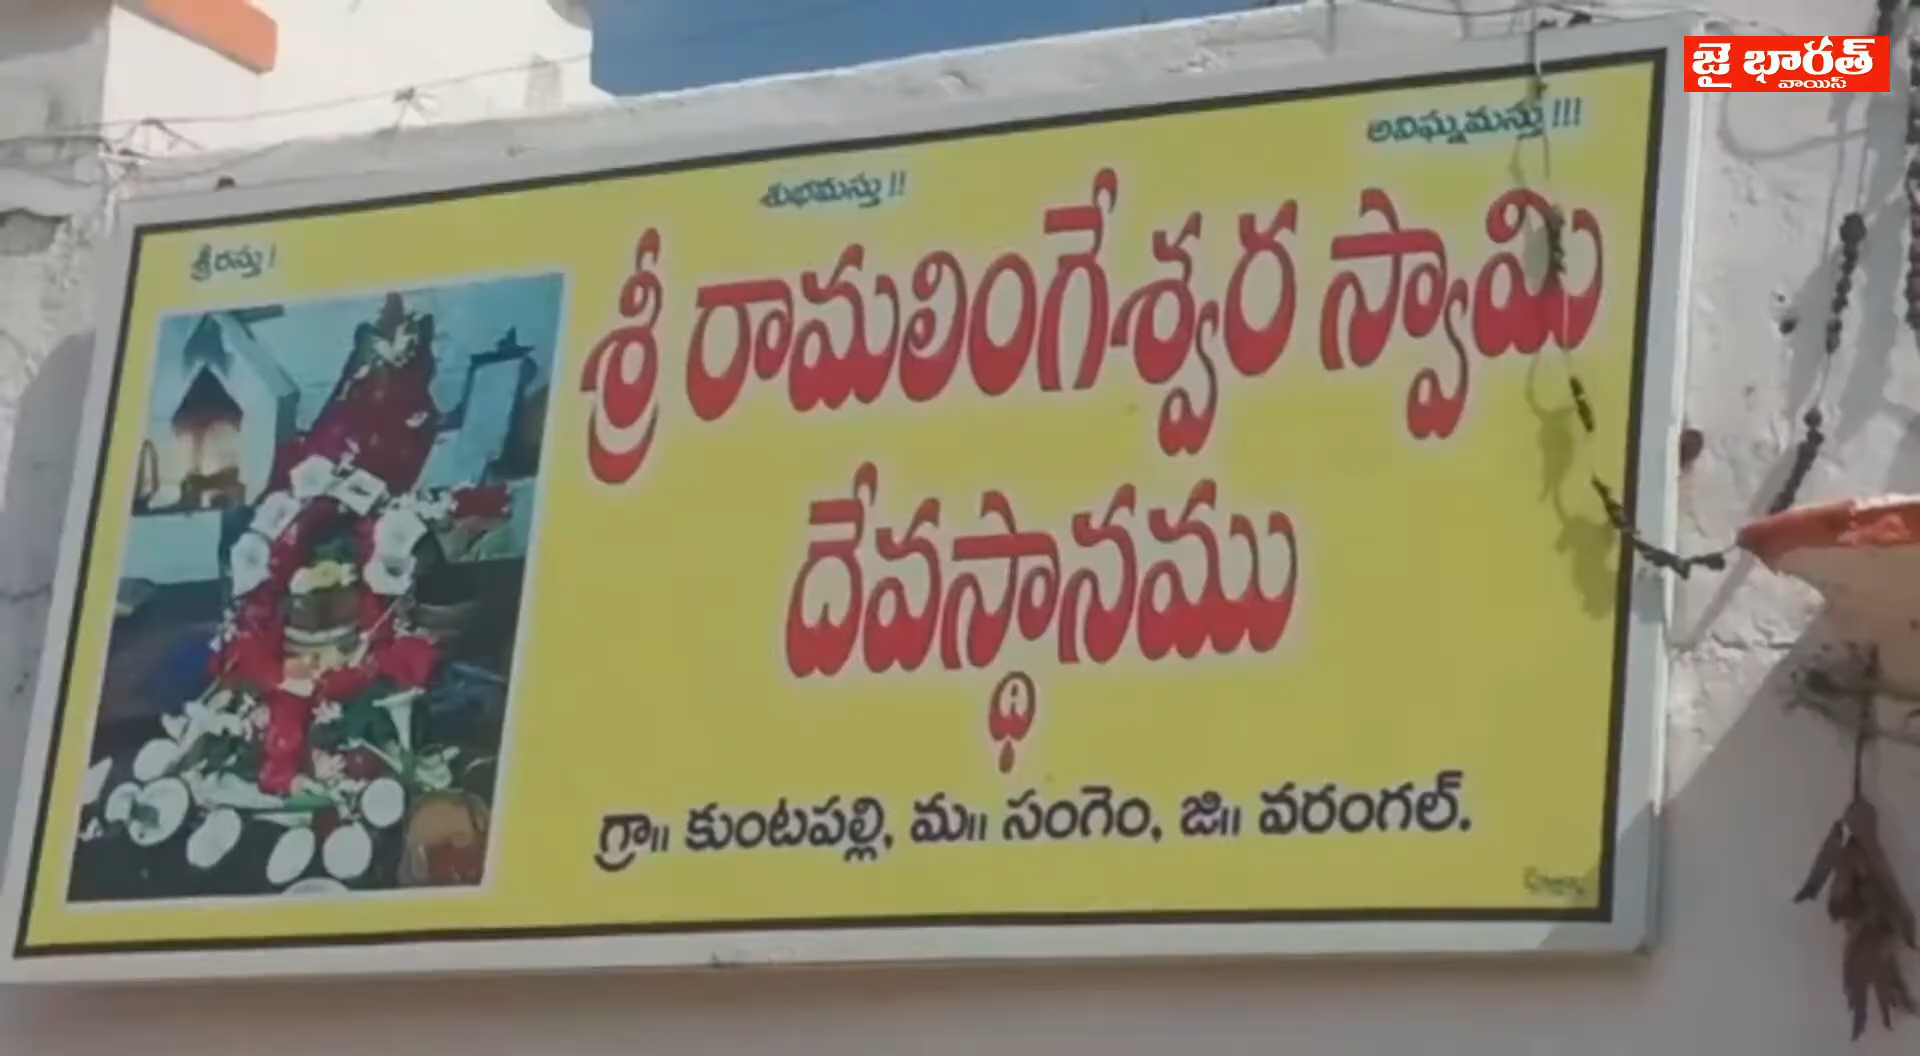 జై భారత్
వాయిస్
శ్రీరస్తు !
శుభమస్తు !!
అవిఘ్నమస్తు !!!
శ్రీ రామలింగేశ్వర స్వామి
దేవస్థానము
గ్రా॥ కుంటపల్లి, మ॥ సంగెం, జి॥ వరంగల్.